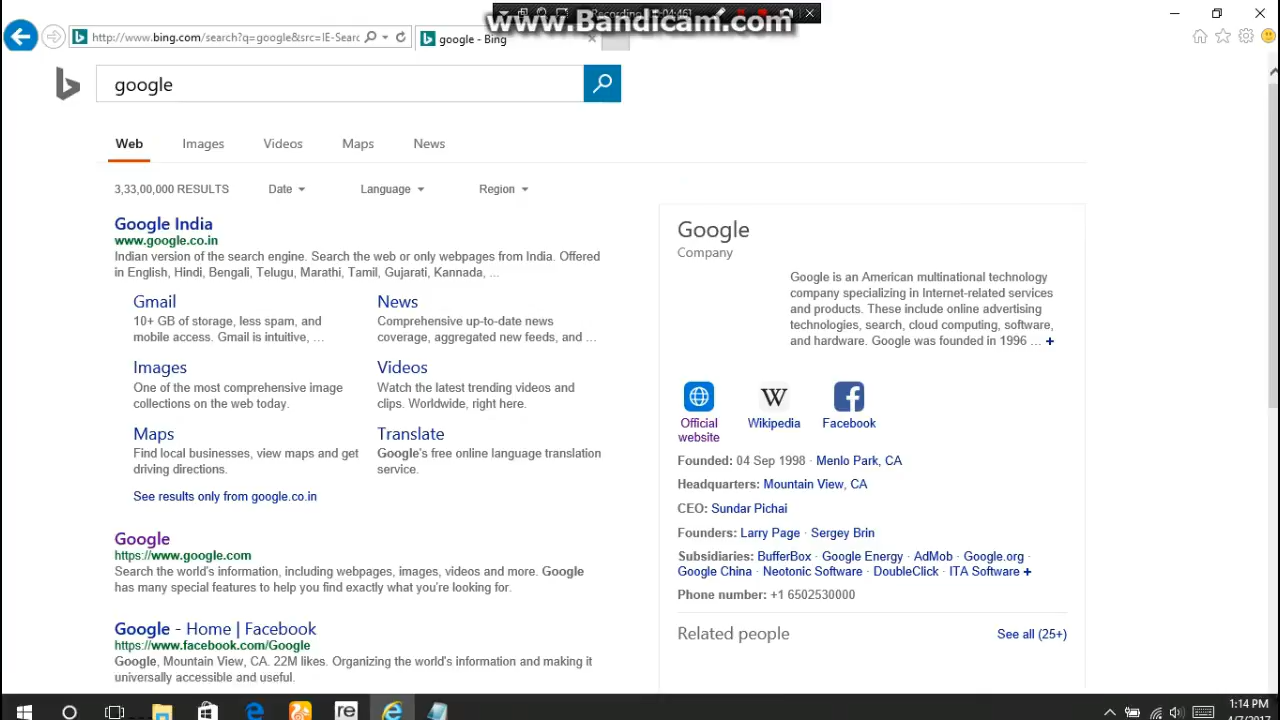 www.Bandicam.com
http://www.bing.com/search?q=google&src=IE-Searc
google - Bing
google
Web Images Videos Maps News
3,33,00,000 RESULTS Date Language Region
Google India
www.google.co.in
Indian version of the search engine. Search the web or only webpages from India. Offered
in English, Hindi, Bengali, Telugu, Marathi, Tamil, Gujarati, Kannada, ...
Gmail
10+ GB of storage, less spam, and
mobile access. Gmail is intuitive, ...
News
Comprehensive up-to-date news
coverage, aggregated new feeds, and ...
Images
One of the most comprehensive image
collections on the web today.
Videos
Watch the latest trending videos and
clips. Worldwide, right here.
Maps
Find local businesses, view maps and get
driving directions.
Translate
Google's free online language translation
service.
See results only from google.co.in
Google
https://www.google.com
Search the world's information, including webpages, images, videos and more. Google
has many special features to help you find exactly what you're looking for.
Google - Home | Facebook
https://www.facebook.com/Google
Google, Mountain View, CA. 22M likes. Organizing the world's information and making it
universally accessible and useful.
Google
Company
Google is an American multinational technology
company specializing in Internet-related services
and products. These include online advertising
technologies, search, cloud computing, software,
and hardware. Google was founded in 1996 ... +
W
Official
website
Wikipedia
Facebook
Founded: 04 Sep 1998 · Menlo Park, CA
Headquarters: Mountain View, CA
CEO: Sundar Pichai
Founders: Larry Page · Sergey Brin
Subsidiaries: BufferBox · Google Energy · AdMob · Google.org ·
Google China · Neotonic Software · DoubleClick · ITA Software +
Phone number: +1 6502530000
Related people See all (25+)
re
1:14 PM